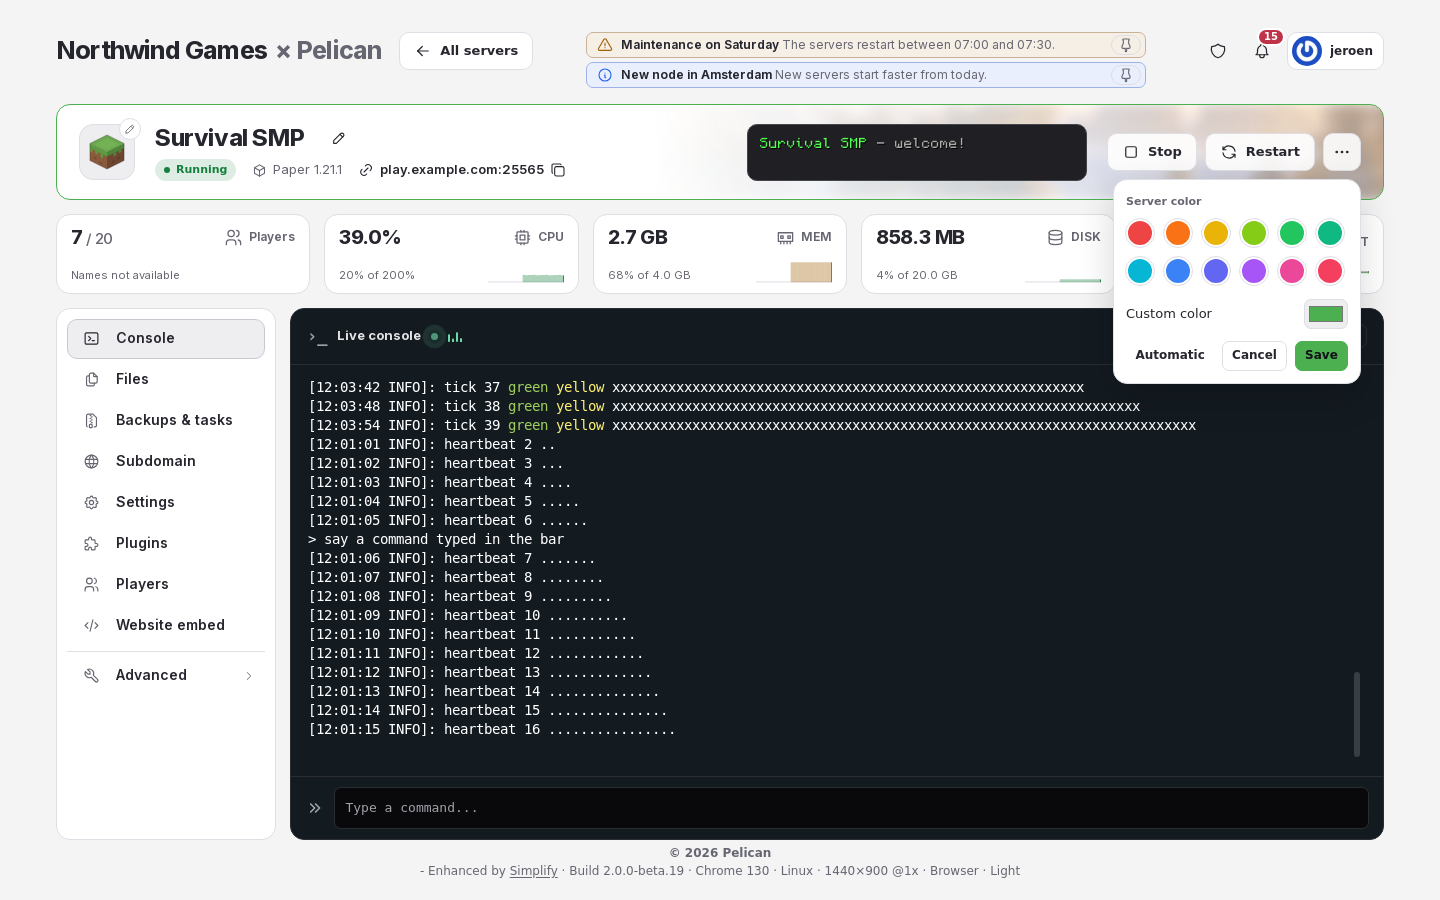 Northwind Games × Pelican
All servers
Maintenance on Saturday The servers restart between 07:00 and 07:30.
New node in Amsterdam New servers start faster from today.
15
jeroen
Survival SMP
Running
Paper 1.21.1
play.example.com:25565
Survival SMP - welcome!
Stop
Restart
7 / 20
Players
Names not available
39.0%
CPU
20% of 200%
2.7 GB
MEM
68% of 4.0 GB
858.3 MB
DISK
4% of 20.0 GB
Server color
Custom color
Automatic
Cancel
Save
Console
Files
Backups & tasks
Subdomain
Settings
Plugins
Players
Website embed
Advanced
Live console
[12:03:42 INFO]: tick 37 green yellow xxxxxxxxxxxxxxxxxxxxxxxxxxxxxxxxxxxxxxxxxxxxxxxxxxxxxxxxxxx
[12:03:48 INFO]: tick 38 green yellow xxxxxxxxxxxxxxxxxxxxxxxxxxxxxxxxxxxxxxxxxxxxxxxxxxxxxxxxxxxxxxxxxx
[12:03:54 INFO]: tick 39 green yellow xxxxxxxxxxxxxxxxxxxxxxxxxxxxxxxxxxxxxxxxxxxxxxxxxxxxxxxxxxxxxxxxxxxxxxxxx
[12:01:01 INFO]: heartbeat 2 ..
[12:01:02 INFO]: heartbeat 3 ...
[12:01:03 INFO]: heartbeat 4 ....
[12:01:04 INFO]: heartbeat 5 .....
[12:01:05 INFO]: heartbeat 6 ......
> say a command typed in the bar
[12:01:06 INFO]: heartbeat 7 .......
[12:01:07 INFO]: heartbeat 8 ........
[12:01:08 INFO]: heartbeat 9 .........
[12:01:09 INFO]: heartbeat 10 ..........
[12:01:10 INFO]: heartbeat 11 ...........
[12:01:11 INFO]: heartbeat 12 ............
[12:01:12 INFO]: heartbeat 13 .............
[12:01:13 INFO]: heartbeat 14 ..............
[12:01:14 INFO]: heartbeat 15 ...............
[12:01:15 INFO]: heartbeat 16 ................
Type a command...
© 2026 Pelican
- Enhanced by Simplify · Build 2.0.0-beta.19 · Chrome 130 · Linux · 1440×900 @1x · Browser · Light